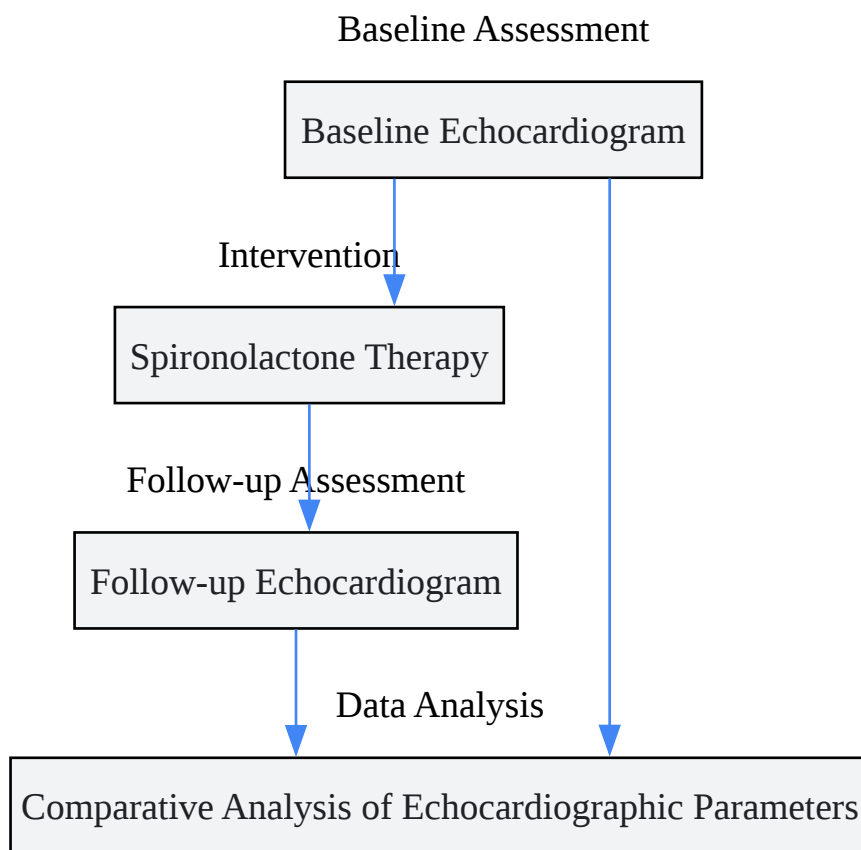 Baseline Assessment
Baseline Echocardiogram
Intervention
Spironolactone Therapy
Follow-up Assessment
Follow-up Echocardiogram
Data Analysis
Comparative Analysis of Echocardiographic Parameters